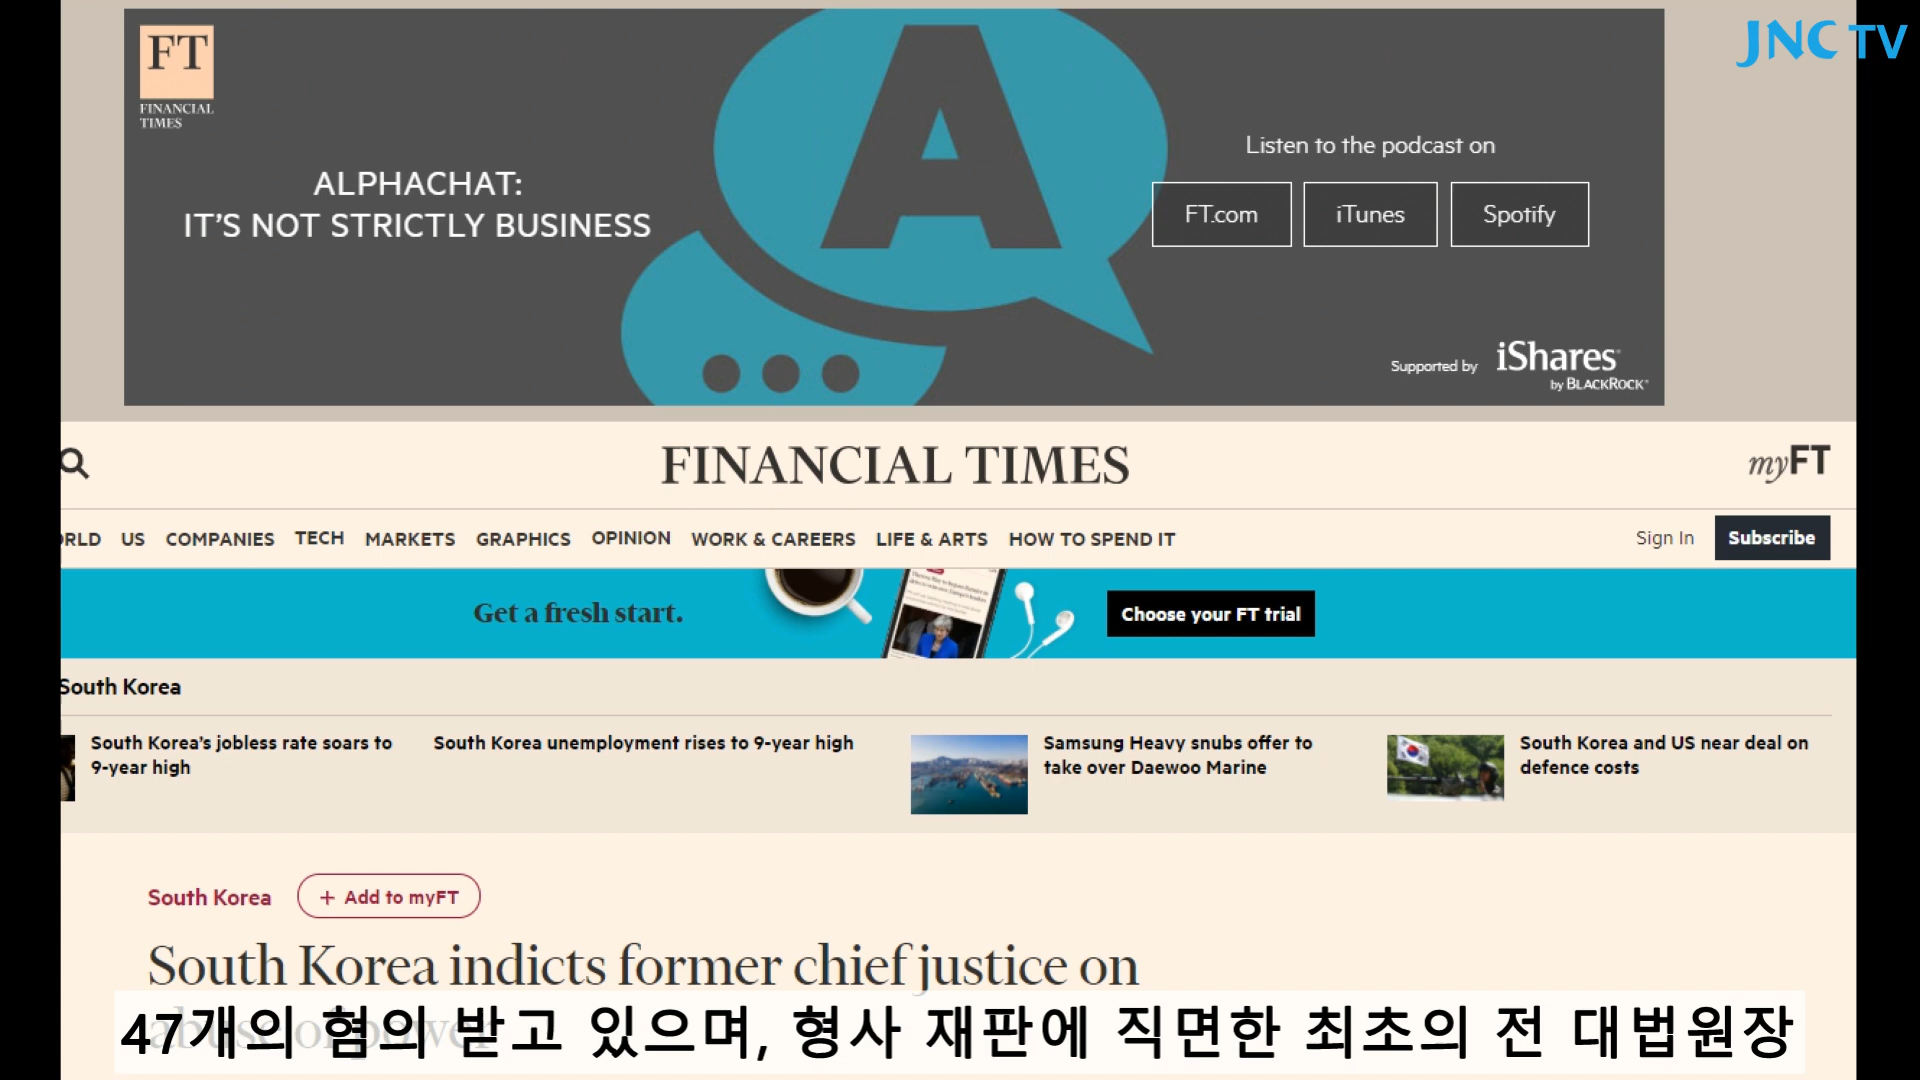 FT
FINANCIAL
TIMES
JNC TV
A
ALPHACHAT:
IT'S NOT STRICTLY BUSINESS
Listen to the podcast on
FT.com
iTunes
Spotify
Supported by iShares
by BLACKROCK
FINANCIAL TIMES
myFT
ORLD US COMPANIES TECH MARKETS GRAPHICS OPINION WORK & CAREERS LIFE & ARTS HOW TO SPEND IT
Sign In
Subscribe
Get a fresh start.
Choose your FT trial
South Korea
South Korea's jobless rate soars to
9-year high
South Korea unemployment rises to 9-year high
Samsung Heavy snubs offer to
take over Daewoo Marine
South Korea and US near deal on
defence costs
South Korea
+ Add to myFT
South Korea indicts former chief justice on
abuse of power
47개의 혐의 받고 있으며, 형사 재판에 직면한 최초의 전 대법원장